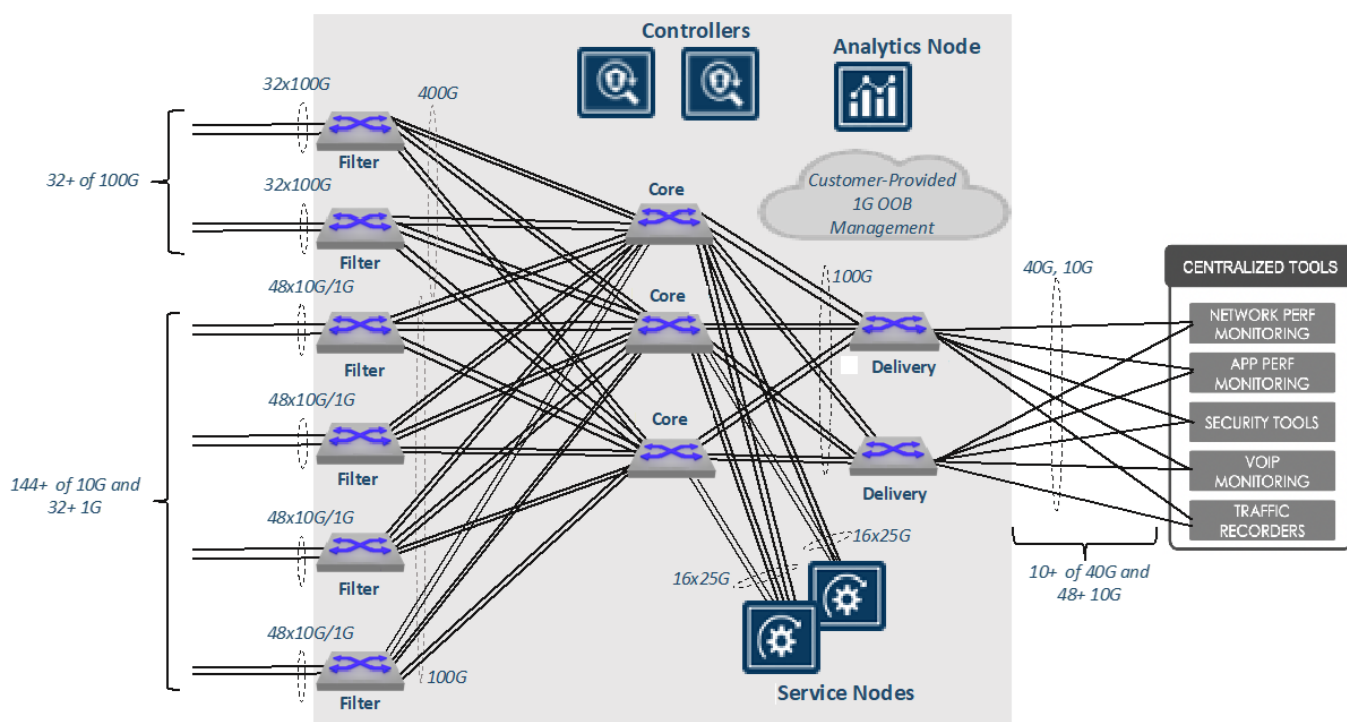 Controllers
Analytics Node
32x100G
400G
Filter
32+ of 100G
32x100G
Filter
Core
Customer-Provided
1G OOB
Management
48x10G/1G
Filter
Core
100G
Delivery
40G, 10G
CENTRALIZED TOOLS
NETWORK PERF
MONITORING
APP PERF
MONITORING
SECURITY TOOLS
VOIP
MONITORING
TRAFFIC
RECORDERS
48x10G/1G
Filter
Core
Delivery
144+ of 10G and
32+ 1G
48x10G/1G
Filter
16x25G
16x25G
10+ of 40G and
48+ 10G
48x10G/1G
Filter
100G
Service Nodes